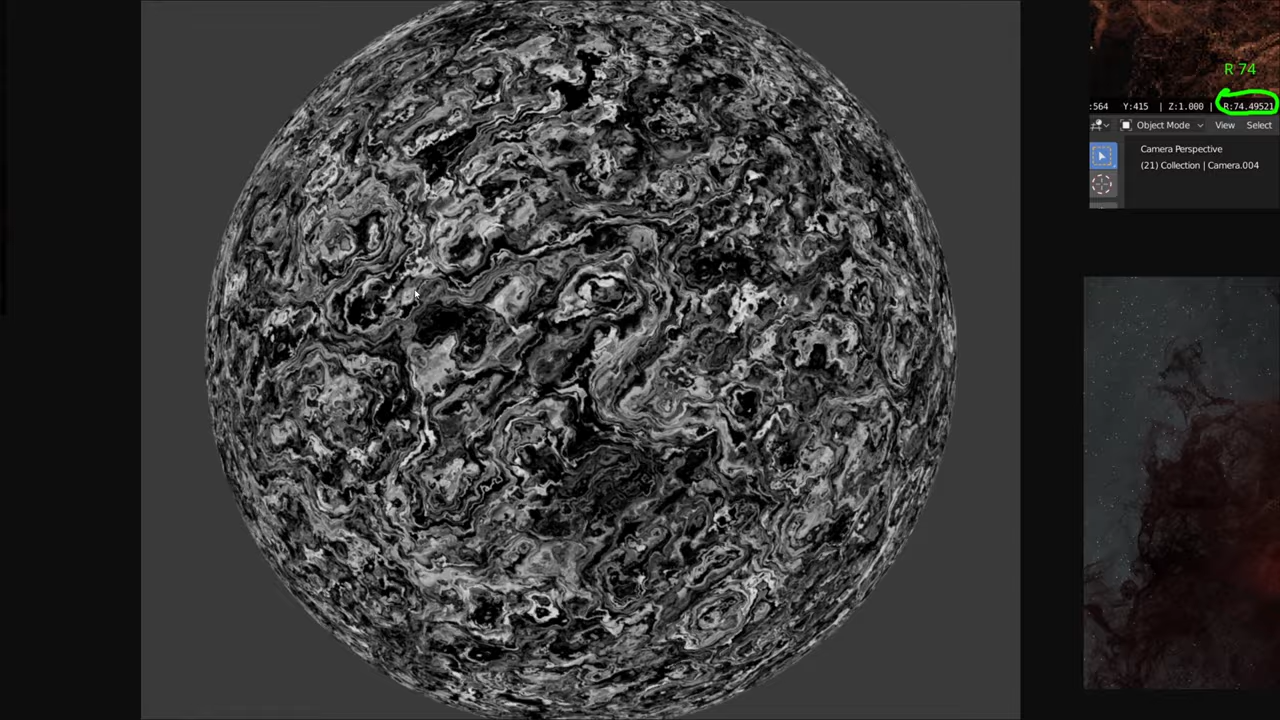 R 74
:564 Y:415 | Z:1.000 | R:74.49521
Object Mode View Select
Camera Perspective
(21) Collection | Camera.004